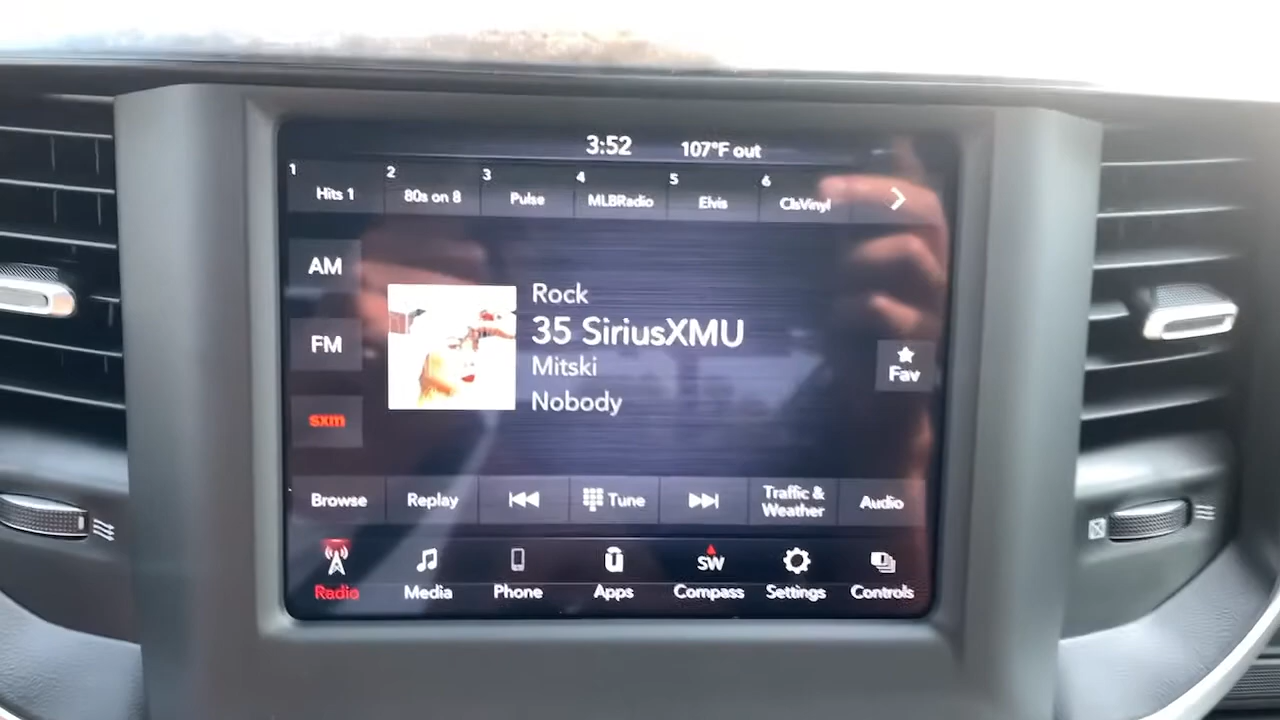 3:52 107°F out
1 2 3 4 5 6
Hits 1 80s on 8 Pulse MLBRadio Elvis ClsVinyl
AM
FM
sxm
Rock
35 SiriusXMU
Mitski
Nobody
Fav
Browse Replay Tune Traffic & Weather Audio
SW
Radio Media Phone Apps Compass Settings Controls